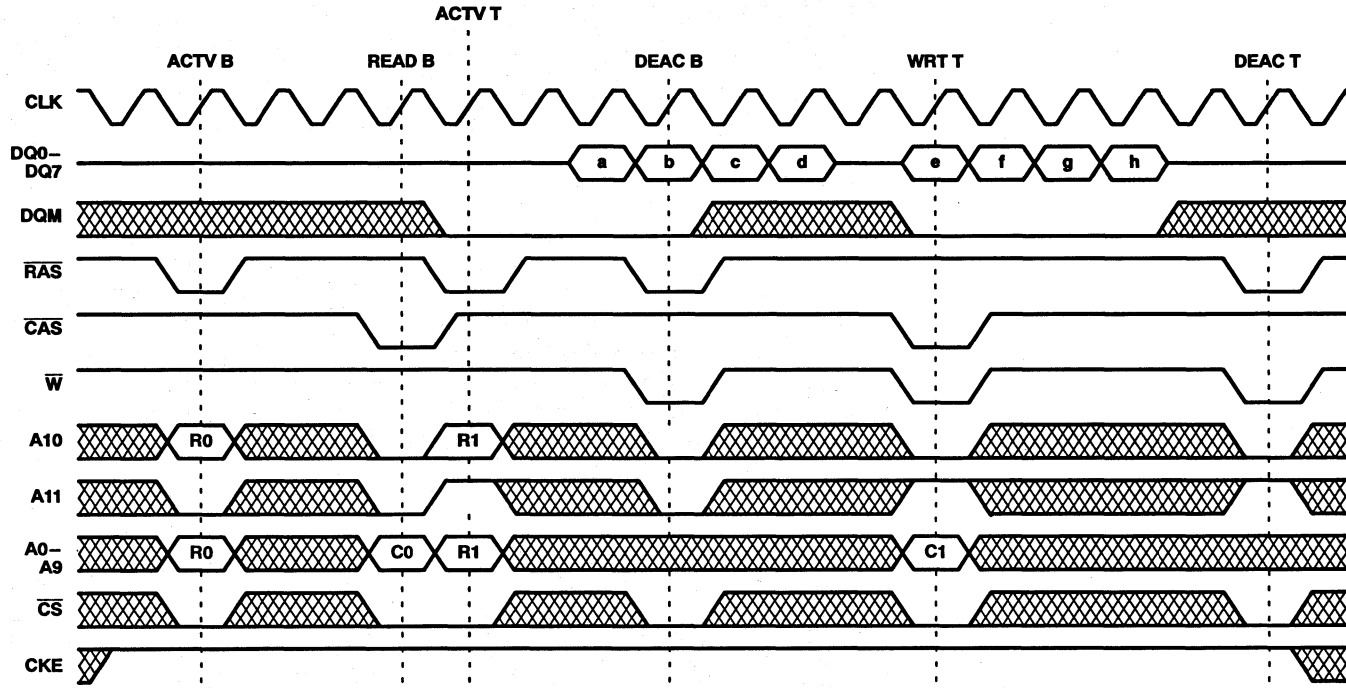 ACTV T
ACTV B READ B DEAC B WRT T DEAC T
CLK
DQ0–
DQ7
a b c d e f g h
DQM
RAS
CAS
W
A10 R0 R1
A11
A0–
A9
R0 C0 R1 C1
CS
CKE